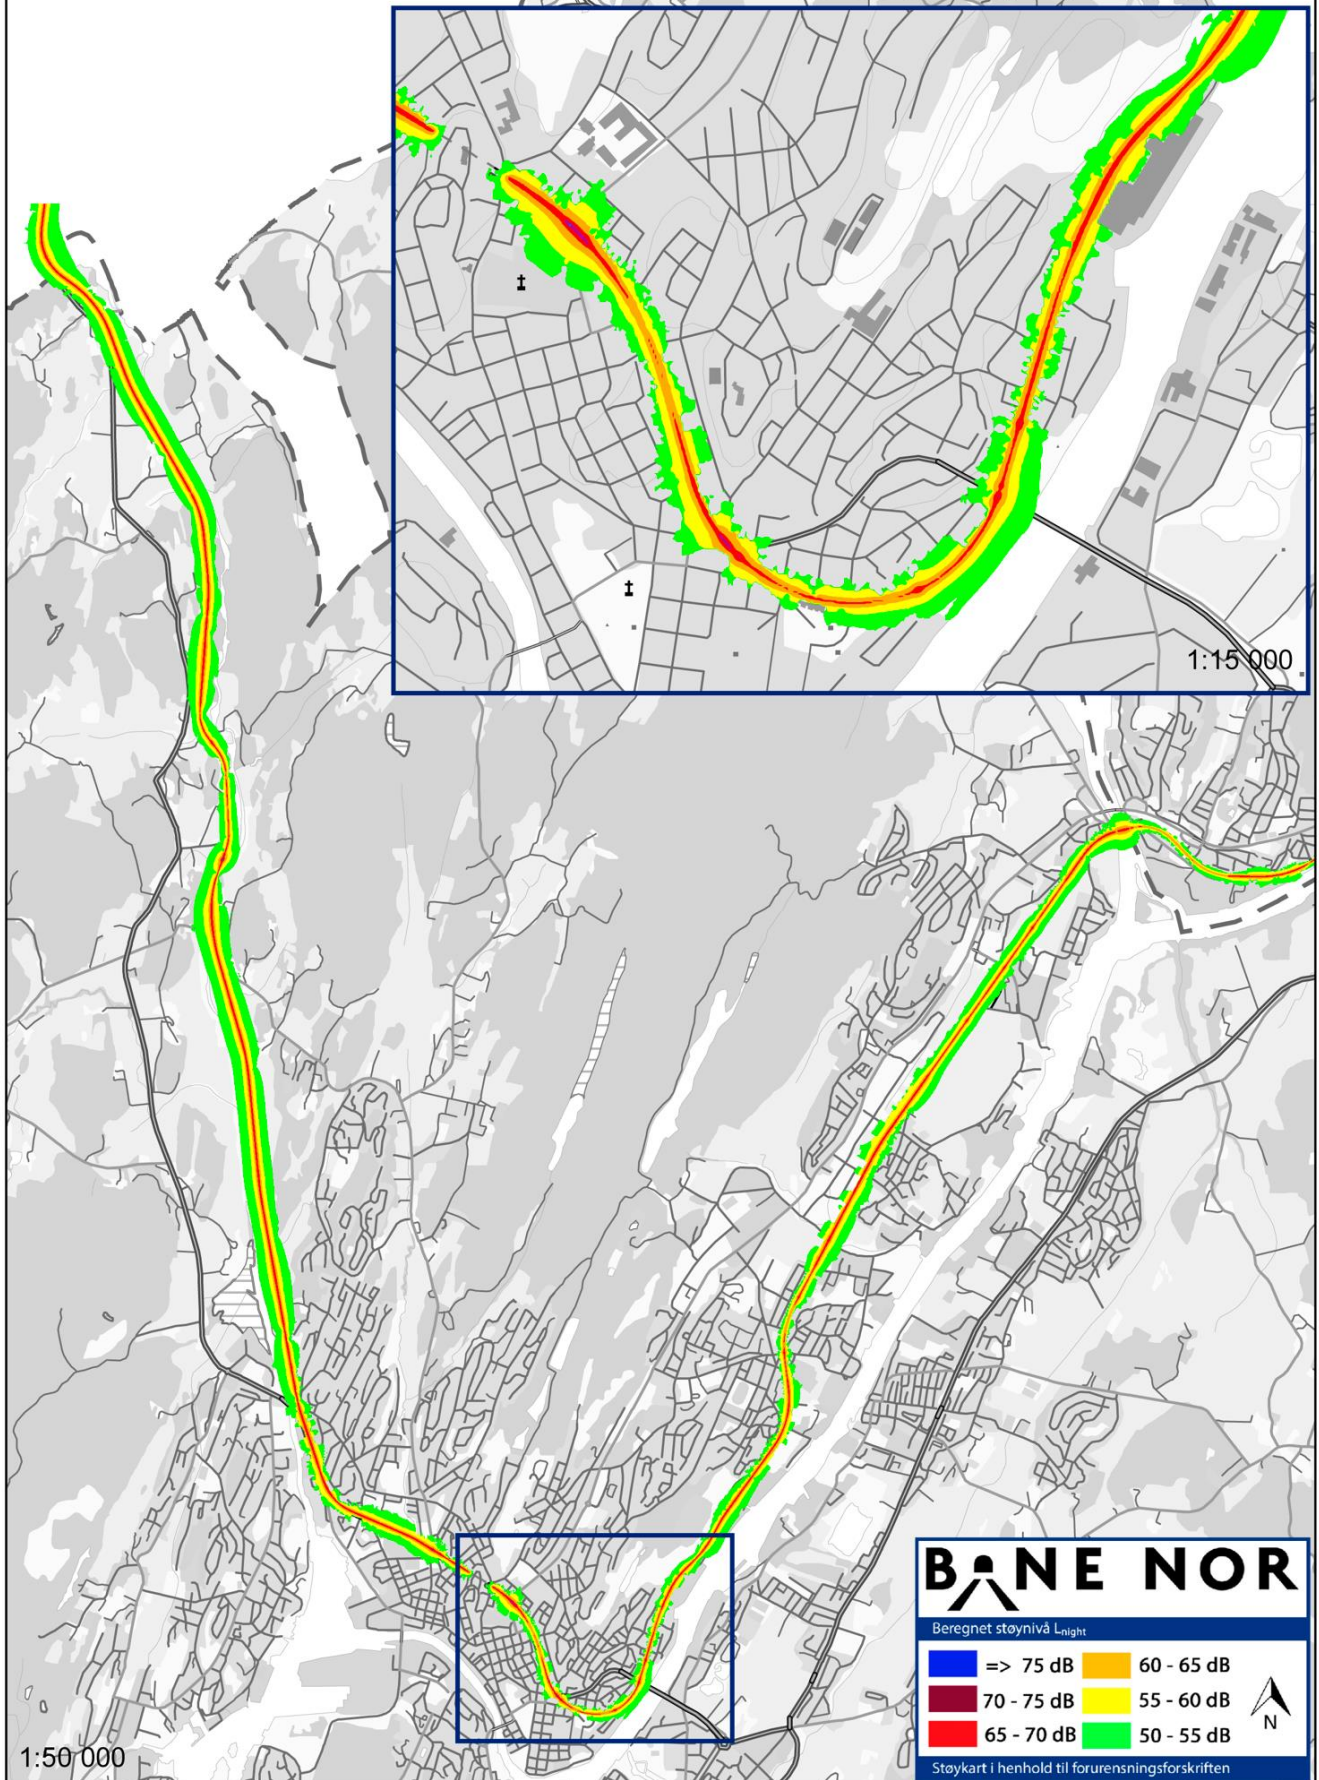 1:15 000
BANE NOR
Beregnet støynivå Lnight
=> 75 dB
60 - 65 dB
70 - 75 dB
55 - 60 dB
65 - 70 dB
50 - 55 dB
N
1:50 000
Støykart i henhold til forurensningsforskriften